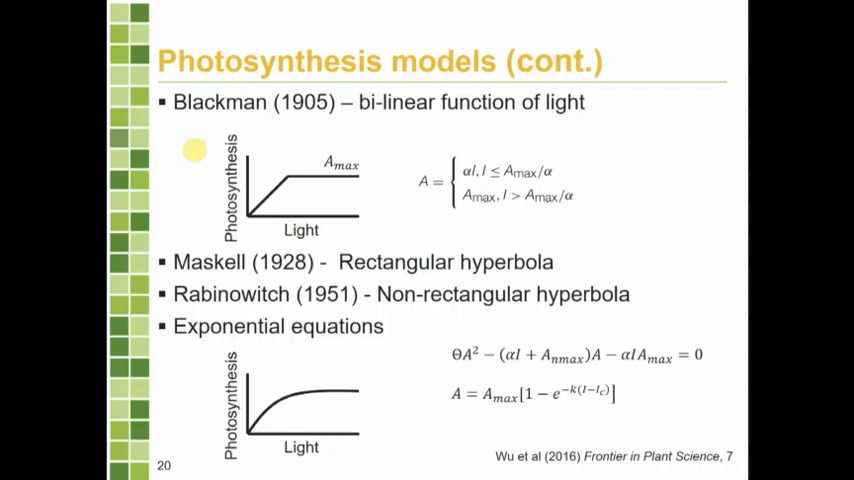 Photosynthesis models (cont.)
▪ Blackman (1905) – bi-linear function of light
Photosynthesis
Amax
Light
A = { αI, I ≤ Amax/α
Amax, I > Amax/α
▪ Maskell (1928) - Rectangular hyperbola
▪ Rabinowitch (1951) - Non-rectangular hyperbola
▪ Exponential equations
Photosynthesis
Light
ΘA² − (αI + Anmax)A − αIAmax = 0
A = Amax[1 − e^−k(I−Ic)]
20
Wu et al (2016) Frontier in Plant Science, 7